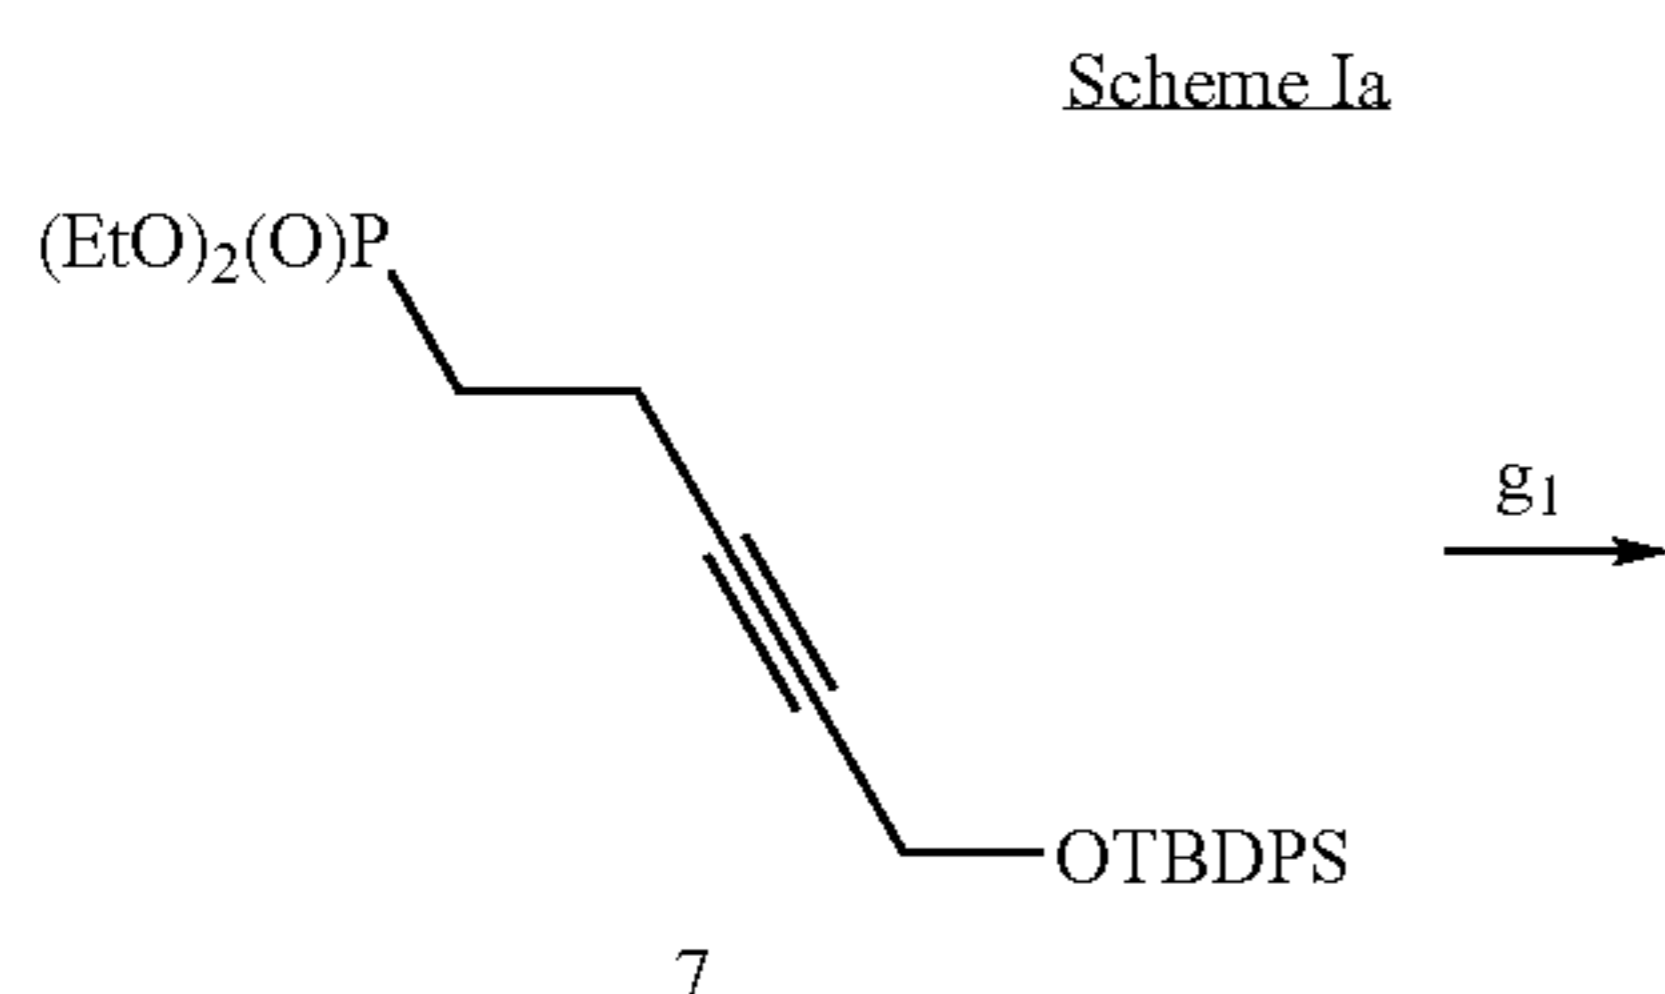 Scheme Ia
(EtO)₂(O)P
g₁
OTBDPS
7